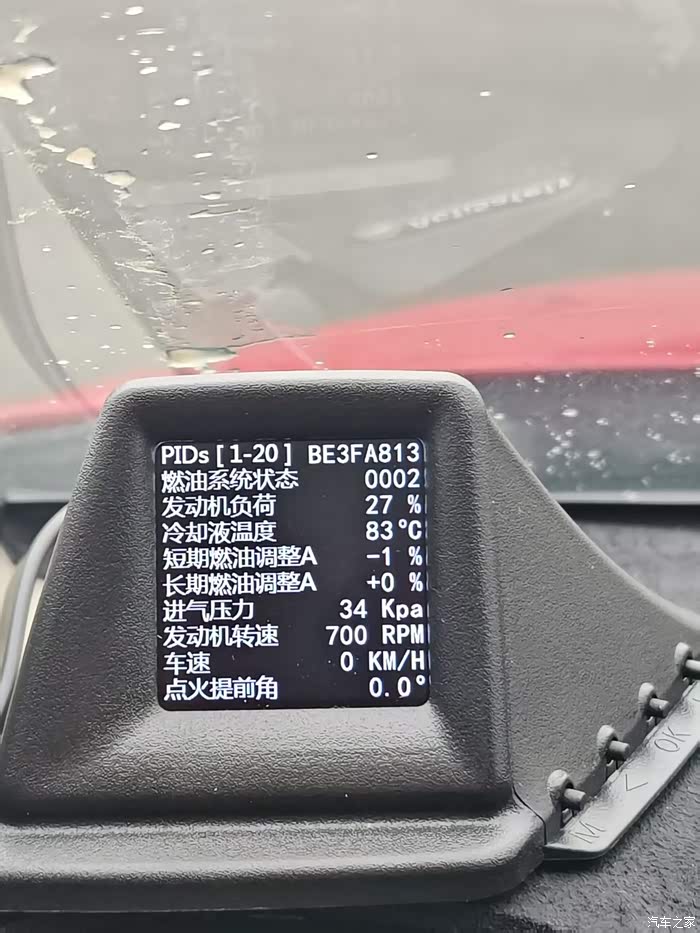 PIDs [ 1-20 ] BE3FA813
燃油系统状态 0002
发动机负荷 27 %
冷却液温度 83°C
短期燃油调整A -1 %
长期燃油调整A +0 %
进气压力 34 Kpa
发动机转速 700 RPM
车速 0 KM/H
点火提前角 0.0°
M < OK
汽车之家